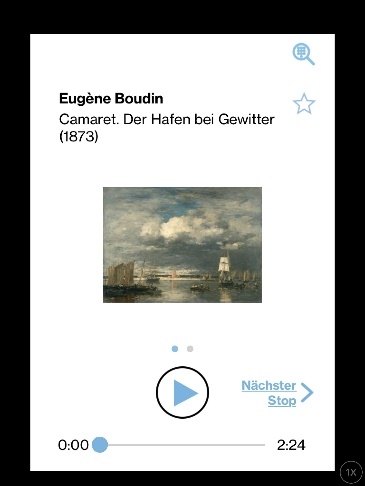 Eugène Boudin
Camaret. Der Hafen bei Gewitter
(1873)
Nächster
Stop
0:00
2:24
1X